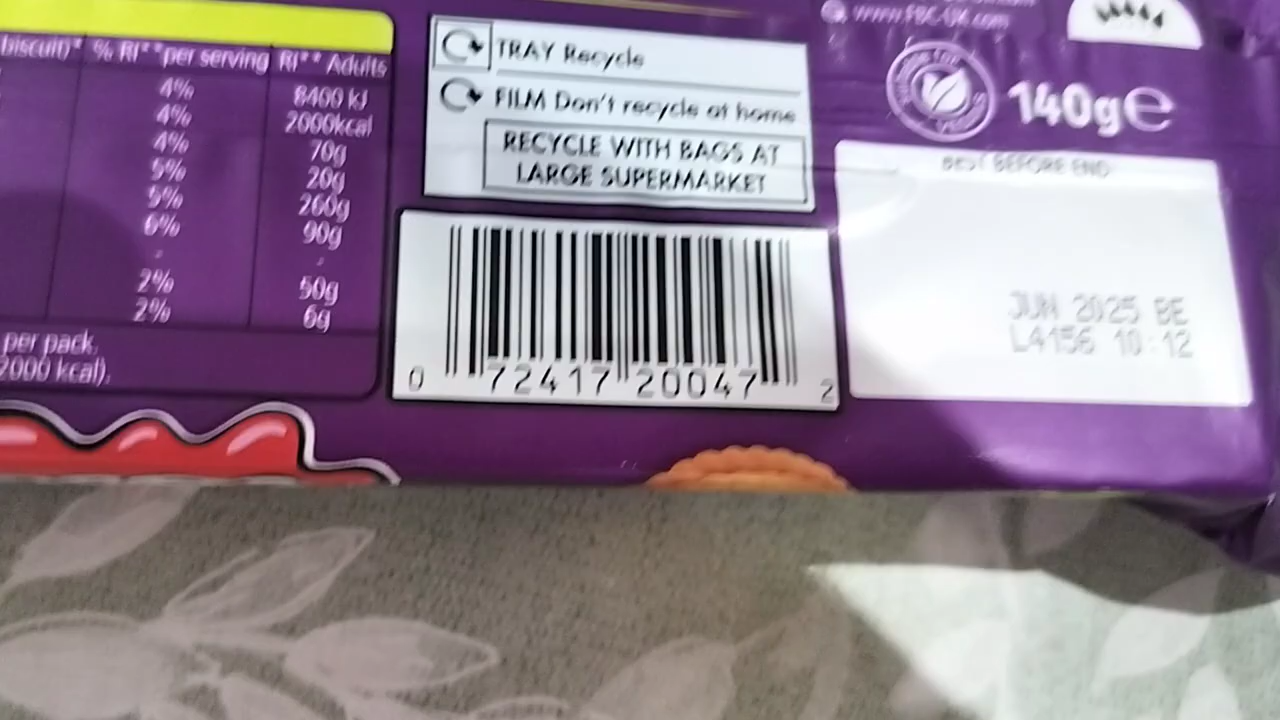 www.FBC-UK.com
biscuit)* % RI** per serving RI** Adults
4% 8400 kJ
4% 2000kcal
4% 70g
5% 20g
5% 260g
6% 90g
- -
2% 50g
2% 6g
per pack.
2000 kcal).
TRAY Recycle
FILM Don't recycle at home
RECYCLE WITH BAGS AT
LARGE SUPERMARKET
0 72417 20047 2
140g e
BEST BEFORE END
JUN 2025 BE
L4156 10:12